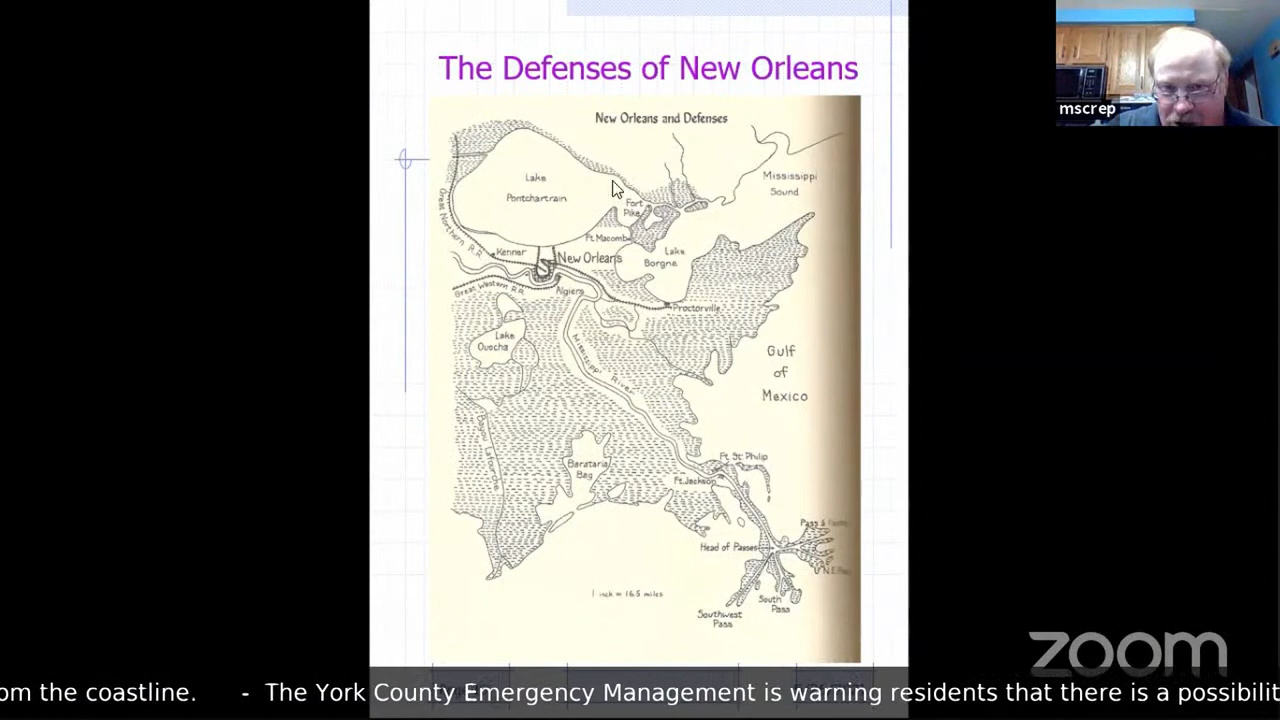 The Defenses of New Orleans
mscrep
New Orleans and Defenses
Lake
Pontchartrain
Mississippi
Sound
Great Northern R.R.
Fort
Pike
Ft Macomb
Kenner
New Orleans
Lake
Borgne
Great Western R.R.
Algiers
Proctorville
Lake
Ouacha
Mississippi River
Gulf
of
Mexico
Barataria
Bay
Ft St Philip
Ft. Jackson
Head of Passes
South
Pass
Southwest
Pass
1 inch = 16.5 miles
zoom
om the coastline. - The York County Emergency Management is warning residents that there is a possibilit